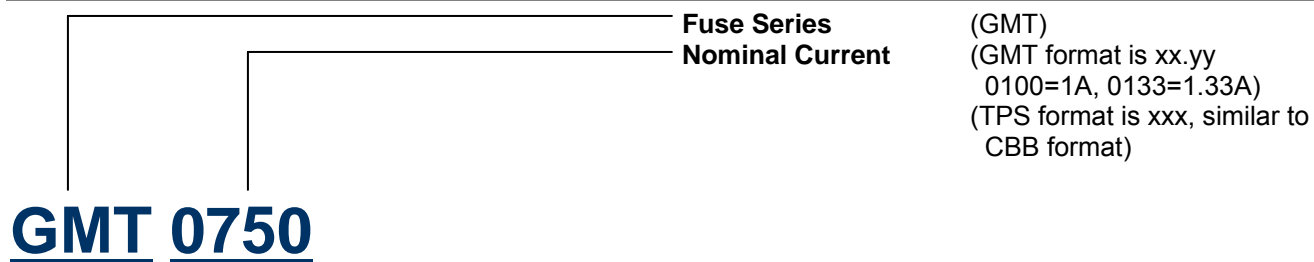 Fuse Series (GMT)
Nominal Current (GMT format is xx.yy
0100=1A, 0133=1.33A)
(TPS format is xxx, similar to
CBB format)
GMT 0750